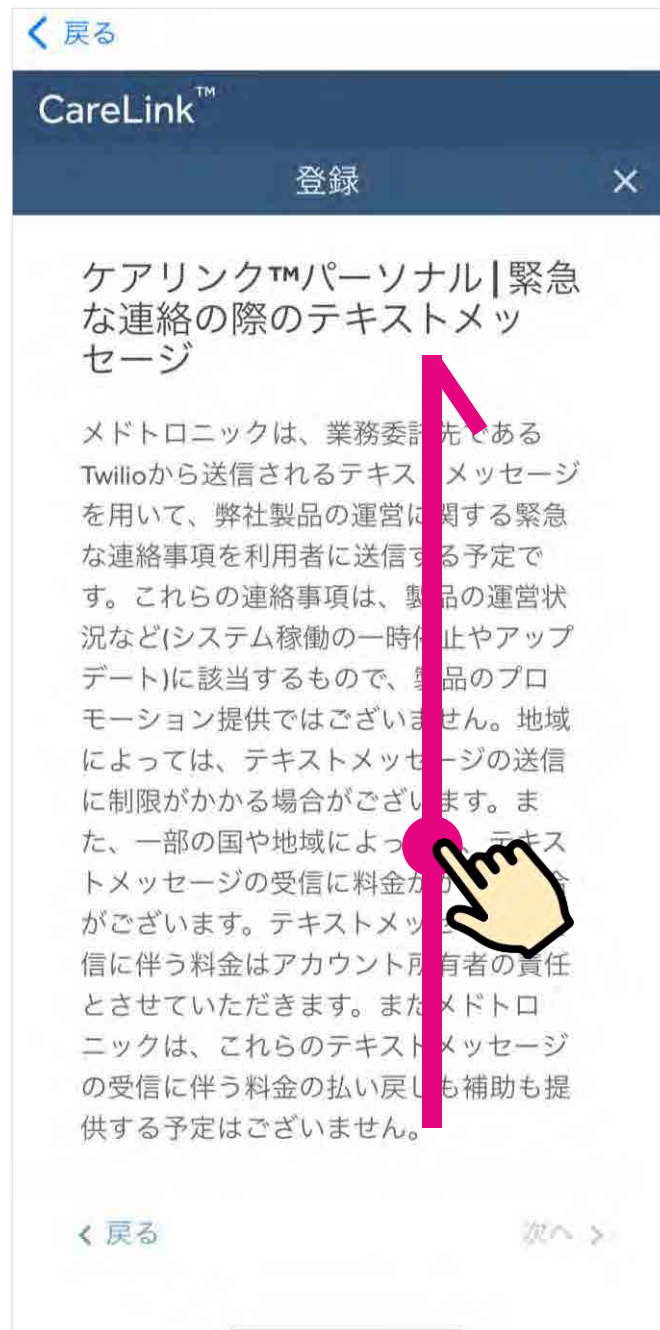 戻る
CareLink™
登録
ケアリンク™パーソナル|緊急
な連絡の際のテキストメッ
セージ
メドトロニックは、業務委託先である
Twilioから送信されるテキス メッセージ
を用いて、弊社製品の運営に関する緊急
な連絡事項を利用者に送信する予定で
す。これらの連絡事項は、製品の運営状
況など(システム稼働の一時停止やアップ
デート)に該当するもので、製品のプロ
モーション提供ではございません。地域
によっては、テキストメッセージの送信
に制限がかかる場合がございます。ま
た、一部の国や地域によっ 、テキス
トメッセージの受信に料金が
がございます。テキストメッセ
信に伴う料金はアカウント所有者の責任
とさせていただきます。またメドトロ
ニックは、これらのテキストメッセージ
の受信に伴う料金の払い戻しも補助も提
供する予定はございません。
戻る
次へ